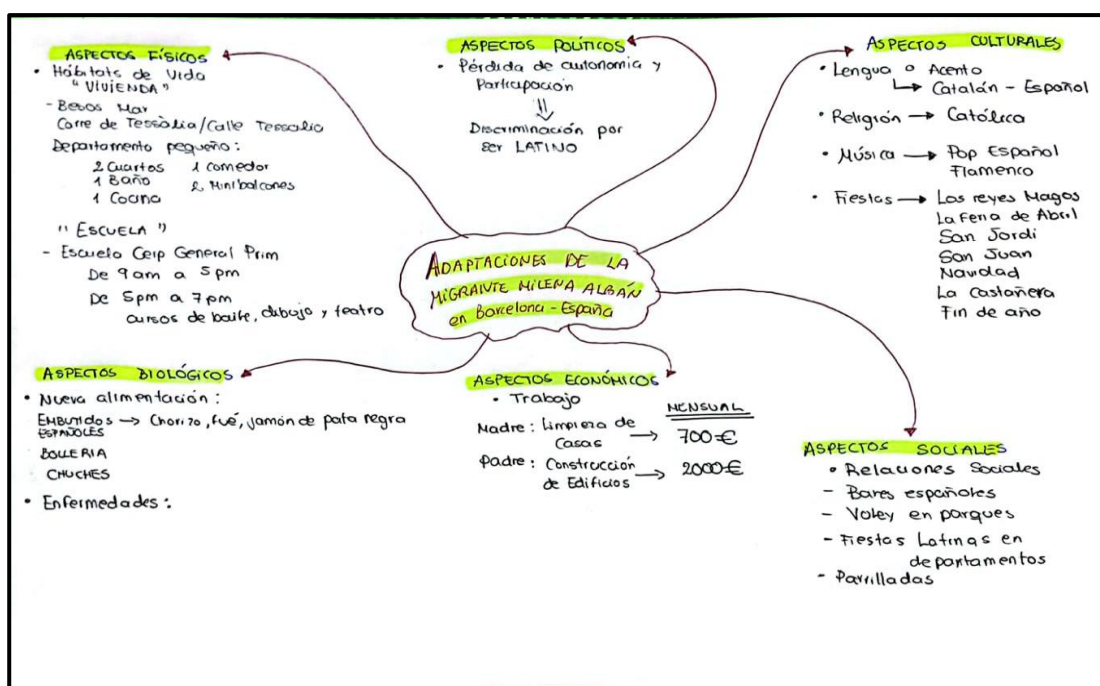 ASPECTOS FÍSICOS
• Hábitats de Vida
"VIVIENDA"
- Besos Mar
Carre de Tessàlia/Calle Tessalia
Departamento pequeño:
2 Cuartos 1 comedor
1 Baño 2 Minibalcones
1 Cocina
"ESCUELA"
- Escuela Ceip General Prim
De 9am a 5pm
De 5pm a 7pm
cursos de baile, dibujo y teatro
ASPECTOS POLÍTICOS
• Pérdida de autonomía y
Participación
⇓
Discriminación por
ser LATINO
ASPECTOS CULTURALES
• Lengua o Acento
↳ Catalán - Español
• Religión → Católica
• Música → Pop Español
Flamenco
• Fiestas → Los reyes Magos
La Feria de Abril
San Jordi
San Juan
Navidad
La Castañera
Fin de año
ADAPTACIONES DE LA
MIGRANTE MILENA ALBÁN
en Barcelona - España
ASPECTOS BIOLÓGICOS
• Nueva alimentación:
EMBUTIDOS → Chorizo, fué, jamón de pata negra
ESPAÑOLES
BOLLERIA
CHUCHES
• Enfermedades:
ASPECTOS ECONÓMICOS
• Trabajo
MENSUAL
Madre: Limpieza de
Casas → 700€
Padre: Construcción
de Edificios → 2000€
ASPECTOS SOCIALES
• Relaciones Sociales
- Bares españoles
- Voley en parques
- Fiestas Latinas en
departamentos
- Parrilladas